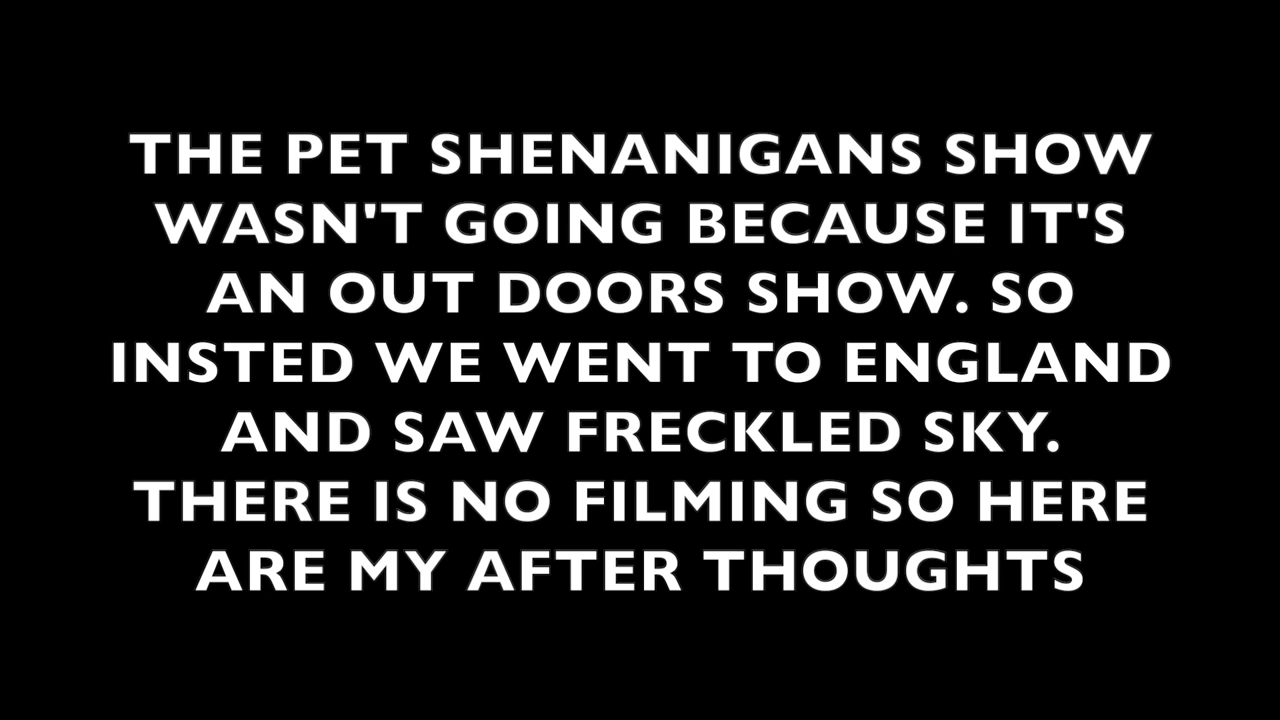 THE PET SHENANIGANS SHOW
WASN'T GOING BECAUSE IT'S
AN OUT DOORS SHOW. SO
INSTED WE WENT TO ENGLAND
AND SAW FRECKLED SKY.
THERE IS NO FILMING SO HERE
ARE MY AFTER THOUGHTS